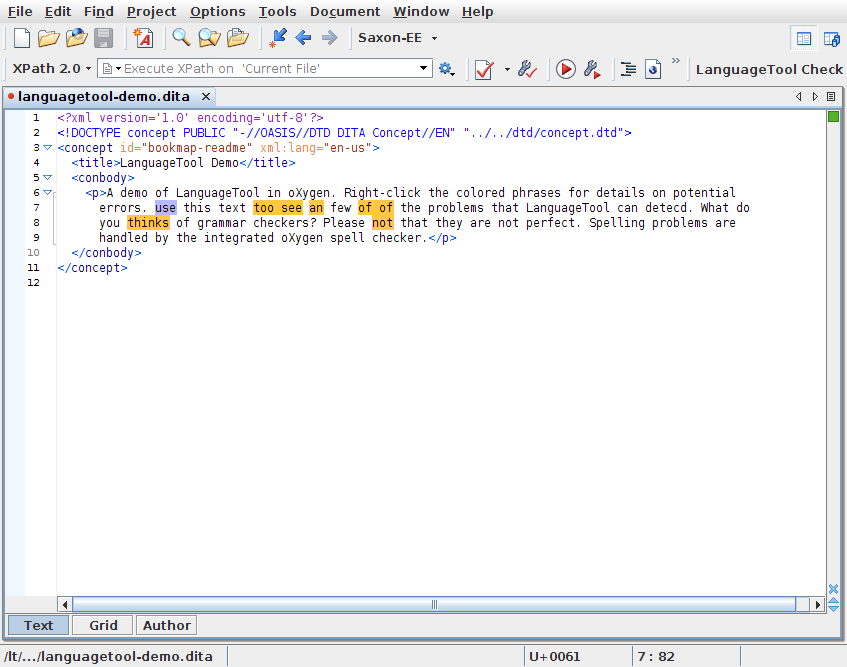 File Edit Find Project Options Tools Document Window Help
Saxon-EE
XPath 2.0 Execute XPath on 'Current File' » LanguageTool Check
languagetool-demo.dita
1 <?xml version='1.0' encoding='utf-8'?>
2 <!DOCTYPE concept PUBLIC "-//OASIS//DTD DITA Concept//EN" "../../dtd/concept.dtd">
3 <concept id="bookmap-readme" xml:lang="en-us">
4 <title>LanguageTool Demo</title>
5 <conbody>
6 <p>A demo of LanguageTool in oXygen. Right-click the colored phrases for details on potential
7 errors. use this text too see an few of of the problems that LanguageTool can detecd. What do
8 you thinks of grammar checkers? Please not that they are not perfect. Spelling problems are
9 handled by the integrated oXygen spell checker.</p>
10 </conbody>
11 </concept>
12
Text Grid Author
/lt/.../languagetool-demo.dita U+0061 7 : 82